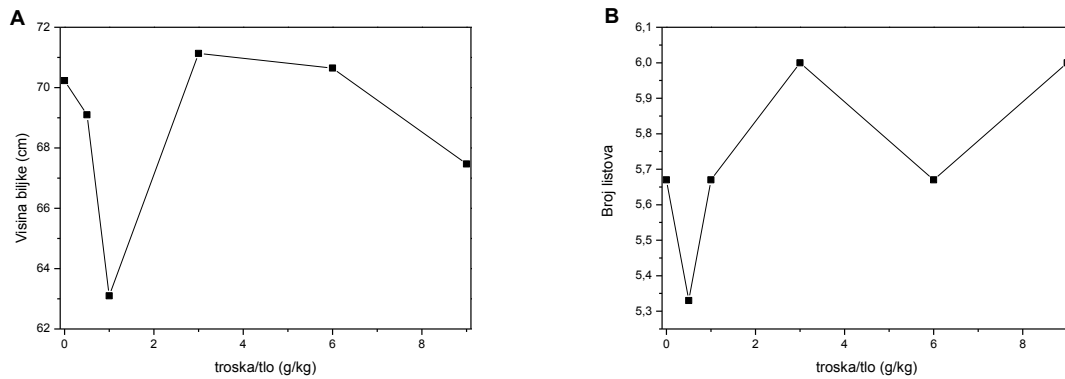 A
72
70
68
66
64
62
Visina biljke (cm)
0 2 4 6 8
troska/tlo (g/kg)
B
6,1
6,0
5,9
5,8
5,7
5,6
5,5
5,4
5,3
Broj listova
0 2 4 6 8
troska/tlo (g/kg)